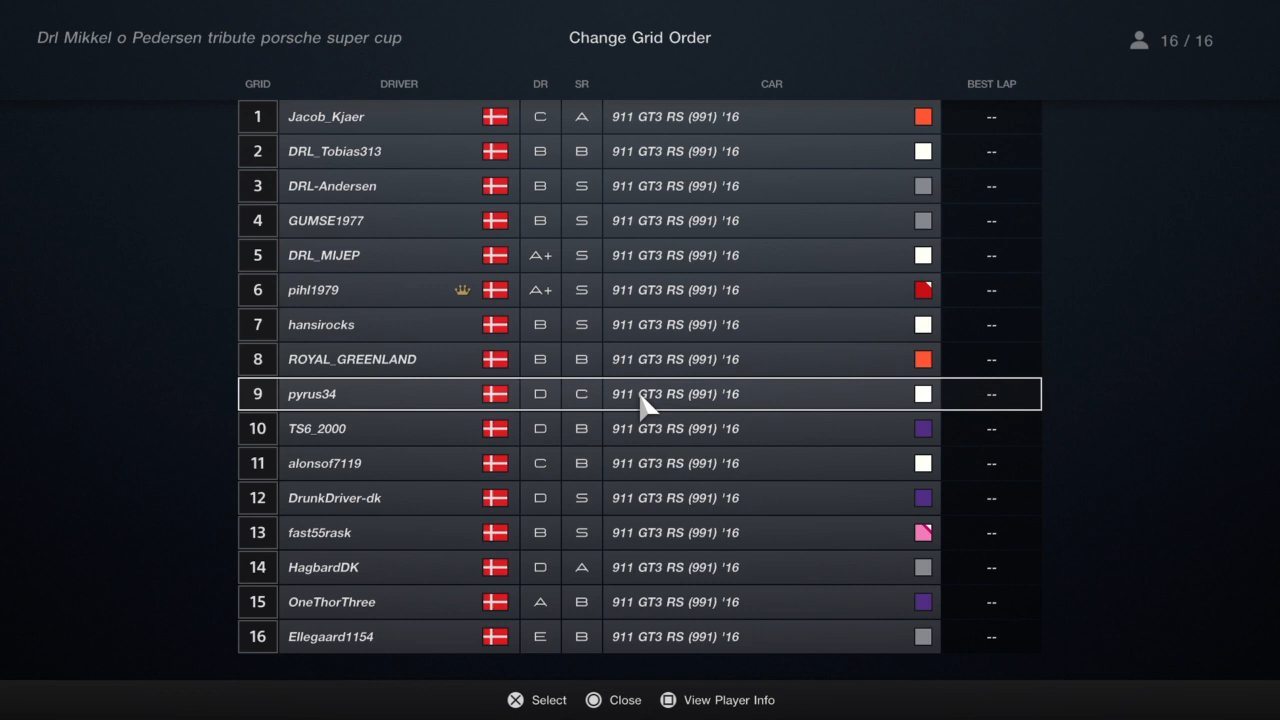 Drl Mikkel o Pedersen tribute porsche super cup Change Grid Order 16 / 16
GRID DRIVER DR SR CAR BEST LAP
1 Jacob_Kjaer C A 911 GT3 RS (991) '16 --
2 DRL_Tobias313 B B 911 GT3 RS (991) '16 --
3 DRL-Andersen B S 911 GT3 RS (991) '16 --
4 GUMSE1977 B S 911 GT3 RS (991) '16 --
5 DRL_MIJEP A+ S 911 GT3 RS (991) '16 --
6 pihl1979 A+ S 911 GT3 RS (991) '16 --
7 hansirocks B S 911 GT3 RS (991) '16 --
8 ROYAL_GREENLAND B B 911 GT3 RS (991) '16 --
9 pyrus34 D C 911 GT3 RS (991) '16 --
10 TS6_2000 D B 911 GT3 RS (991) '16 --
11 alonsof7119 C B 911 GT3 RS (991) '16 --
12 DrunkDriver-dk D S 911 GT3 RS (991) '16 --
13 fast55rask B S 911 GT3 RS (991) '16 --
14 HagbardDK D A 911 GT3 RS (991) '16 --
15 OneThorThree A B 911 GT3 RS (991) '16 --
16 Ellegaard1154 E B 911 GT3 RS (991) '16 --
Select Close View Player Info